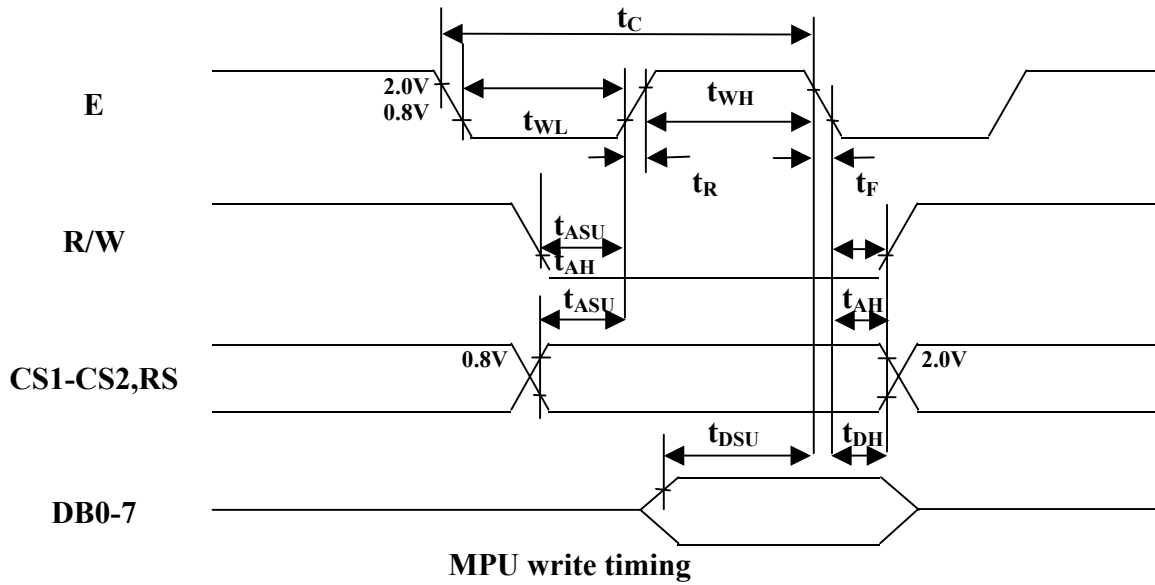 tC
E
2.0V
0.8V
tWL
tWH
tR
tF
R/W
tASU
tAH
tASU
tAH
CS1-CS2,RS
0.8V
2.0V
tDSU
tDH
DB0-7
MPU write timing